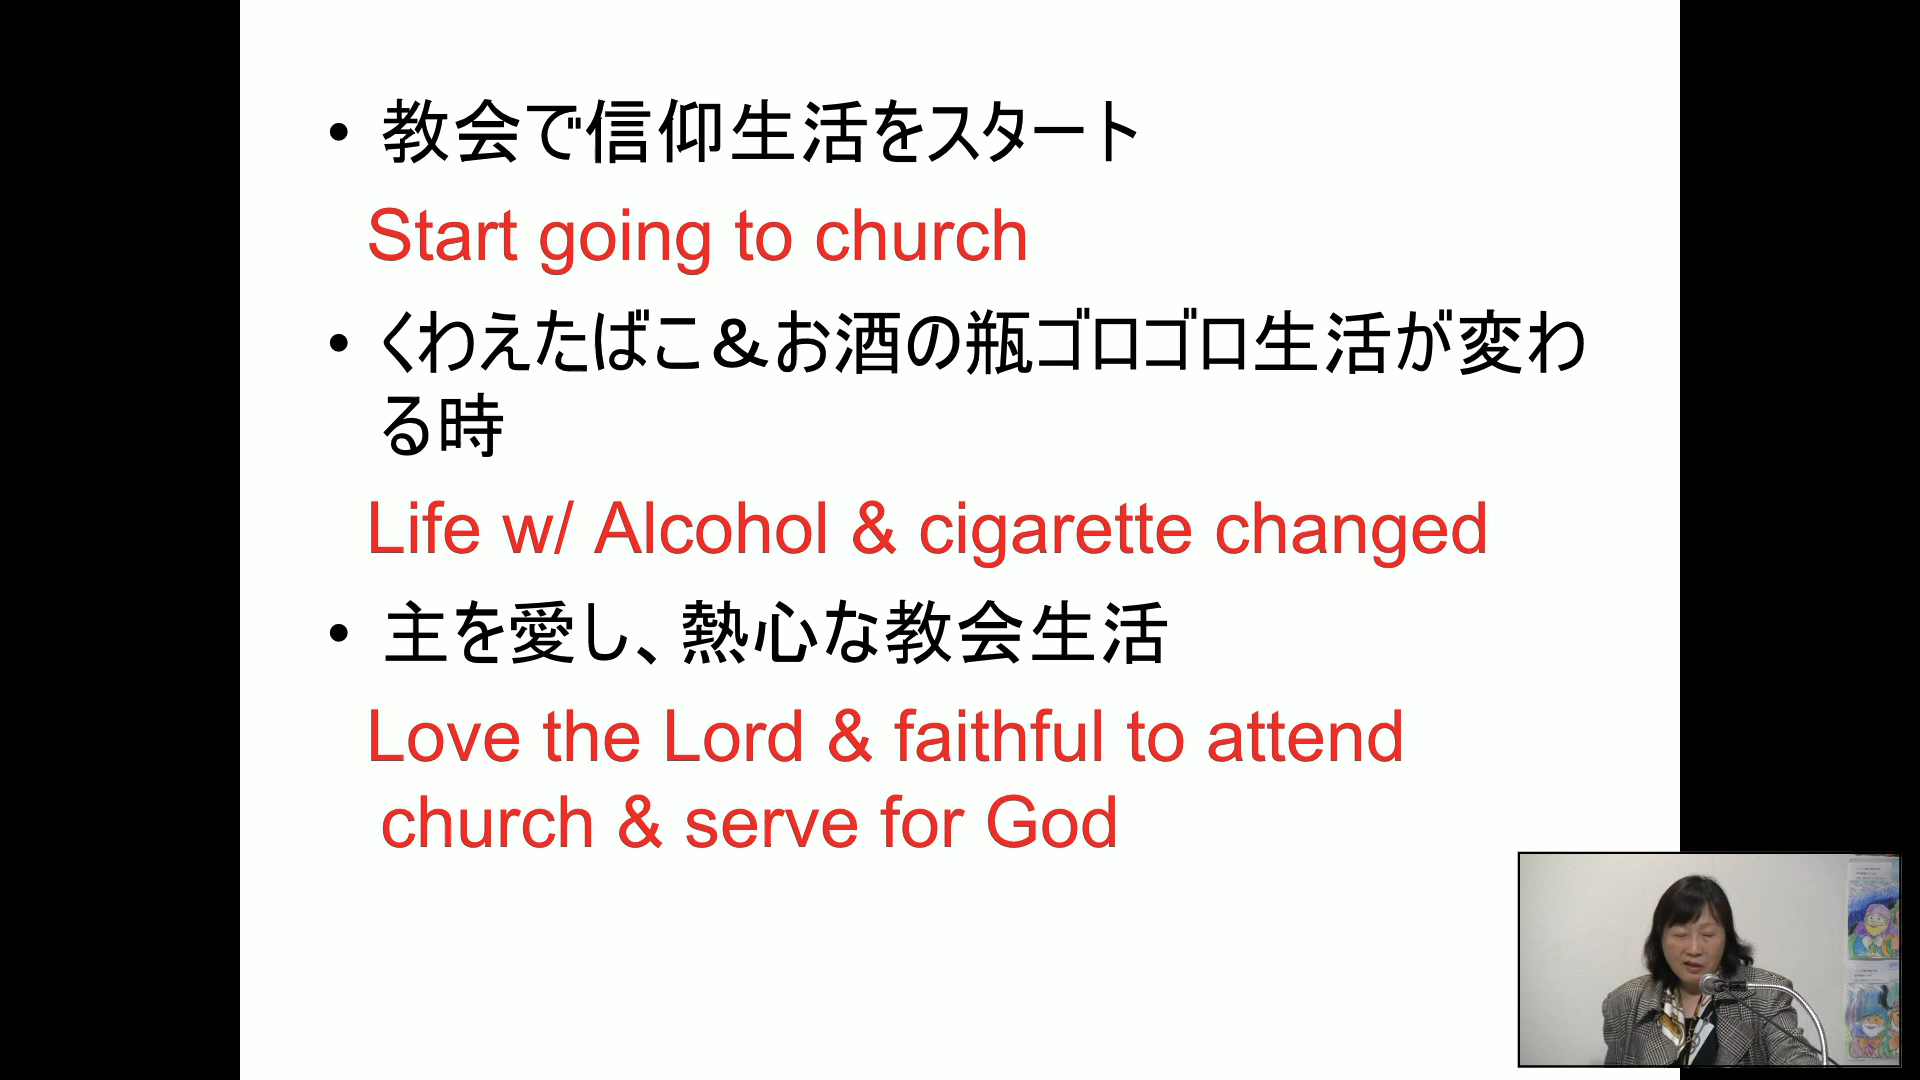 • 教会で信仰生活をスタート
Start going to church
• くわえたばこ＆お酒の瓶ゴロゴロ生活が変わ
る時
Life w/ Alcohol & cigarette changed
• 主を愛し、熱心な教会生活
Love the Lord & faithful to attend
church & serve for God